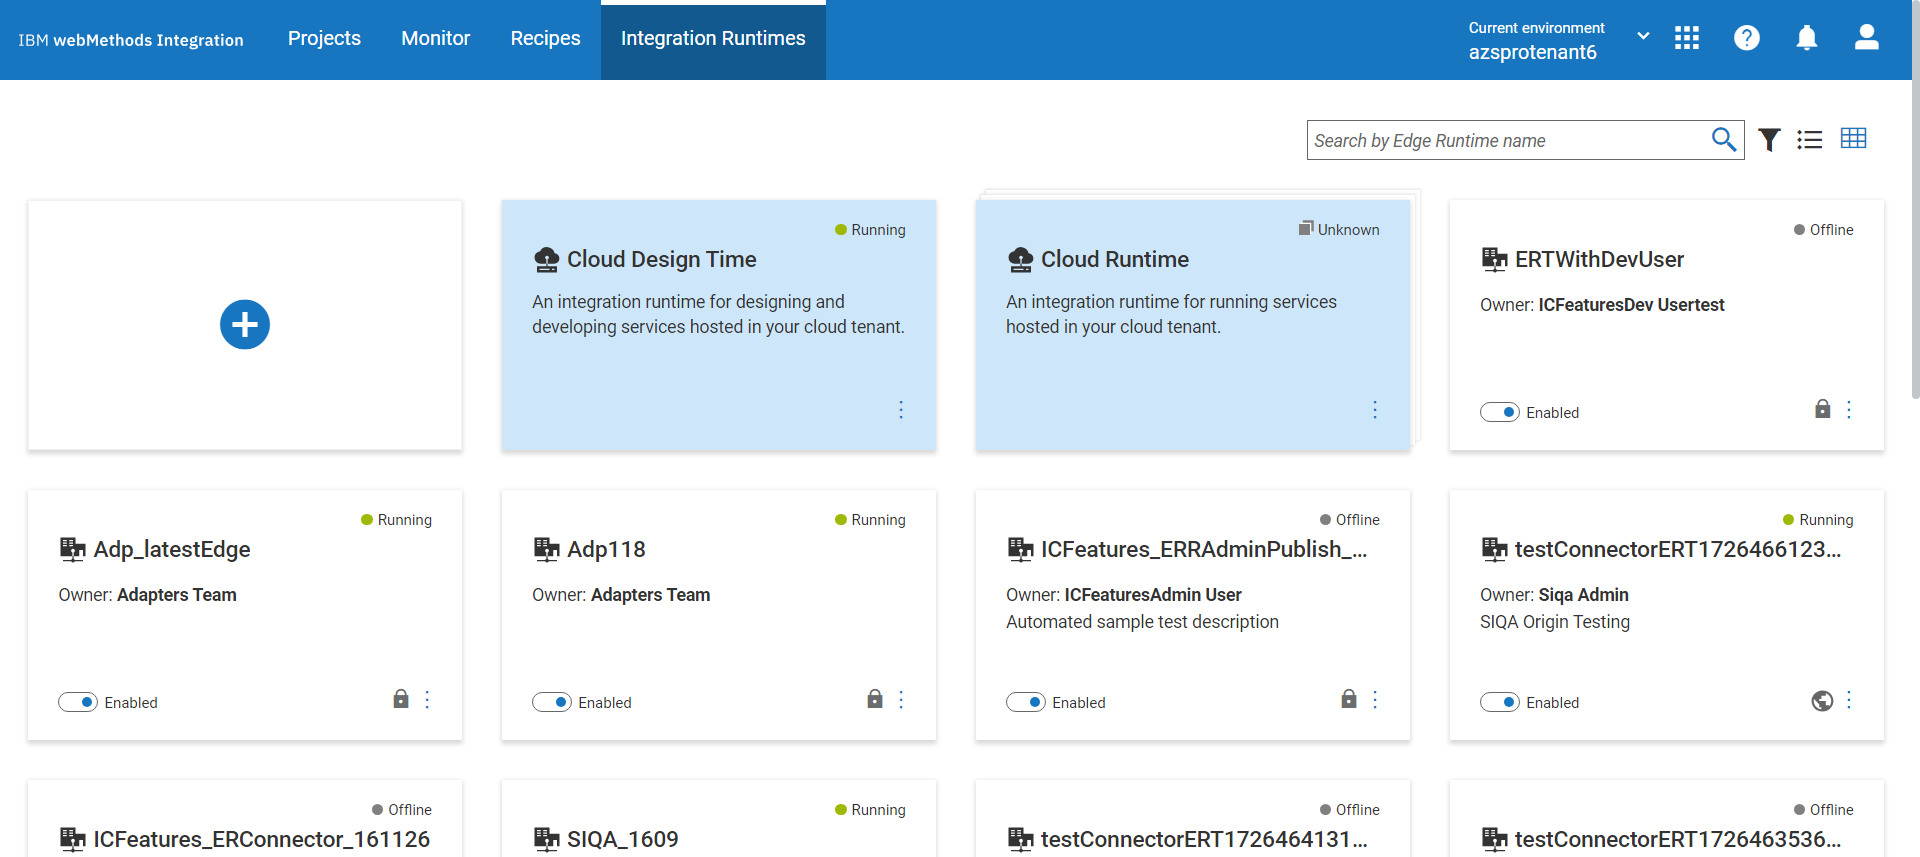 IBM webMethods Integration
Projects
Monitor
Recipes
Integration Runtimes
Current environment
azsprotenant6
Search by Edge Runtime name
Running
Cloud Design Time
An integration runtime for designing and
developing services hosted in your cloud tenant.
Unknown
Cloud Runtime
An integration runtime for running services
hosted in your cloud tenant.
Offline
ERTWithDevUser
Owner: ICFeaturesDev Usertest
Enabled
Running
Adp_latestEdge
Owner: Adapters Team
Enabled
Running
Adp118
Owner: Adapters Team
Enabled
Offline
ICFeatures_ERRAdminPublish_...
Owner: ICFeaturesAdmin User
Automated sample test description
Enabled
Running
testConnectorERT1726466123...
Owner: Siqa Admin
SIQA Origin Testing
Enabled
Offline
ICFeatures_ERConnector_161126
Running
SIQA_1609
Offline
testConnectorERT1726464131...
Offline
testConnectorERT1726463536...